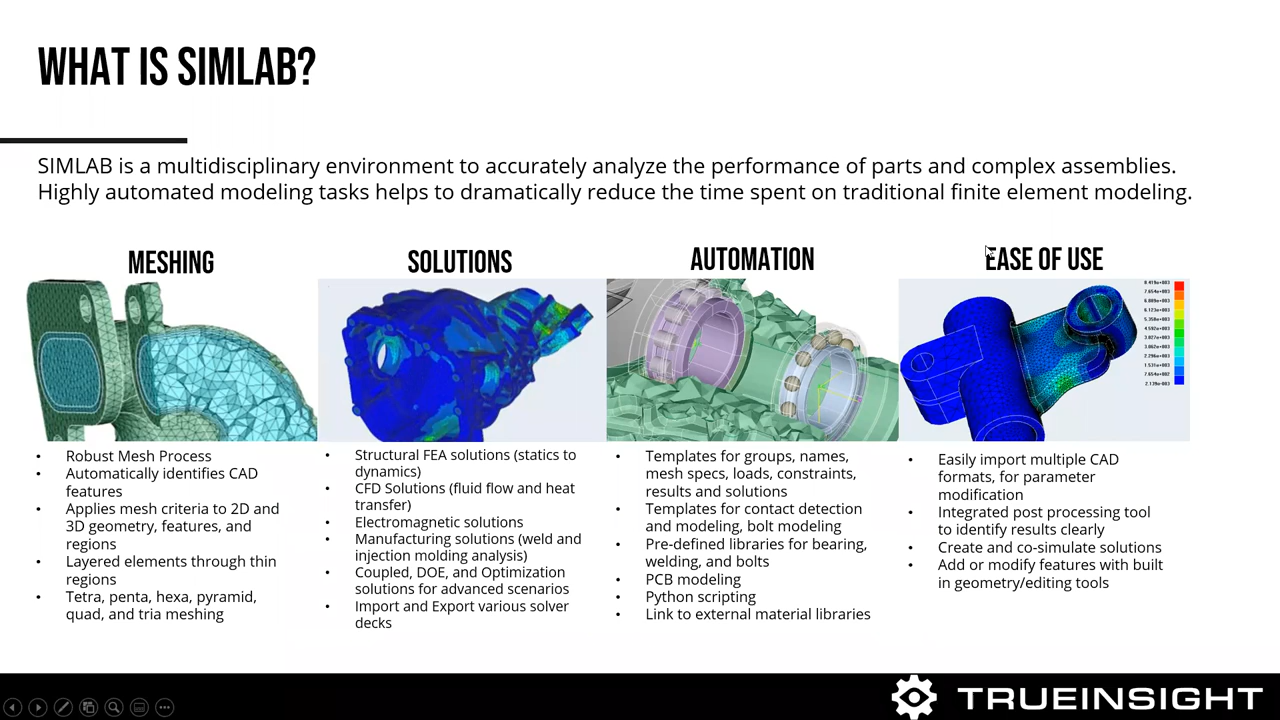 WHAT IS SIMLAB?
SIMLAB is a multidisciplinary environment to accurately analyze the performance of parts and complex assemblies.
Highly automated modeling tasks helps to dramatically reduce the time spent on traditional finite element modeling.
MESHING
• Robust Mesh Process
• Automatically identifies CAD
features
• Applies mesh criteria to 2D and
3D geometry, features, and
regions
• Layered elements through thin
regions
• Tetra, penta, hexa, pyramid,
quad, and tria meshing
SOLUTIONS
• Structural FEA solutions (statics to
dynamics)
• CFD Solutions (fluid flow and heat
transfer)
• Electromagnetic solutions
• Manufacturing solutions (weld and
injection molding analysis)
• Coupled, DOE, and Optimization
solutions for advanced scenarios
• Import and Export various solver
decks
AUTOMATION
• Templates for groups, names,
mesh specs, loads, constraints,
results and solutions
• Templates for contact detection
and modeling, bolt modeling
• Pre-defined libraries for bearing,
welding, and bolts
• PCB modeling
• Python scripting
• Link to external material libraries
EASE OF USE
• Easily import multiple CAD
formats, for parameter
modification
• Integrated post processing tool
to identify results clearly
• Create and co-simulate solutions
• Add or modify features with built
in geometry/editing tools
TRUEINSIGHT